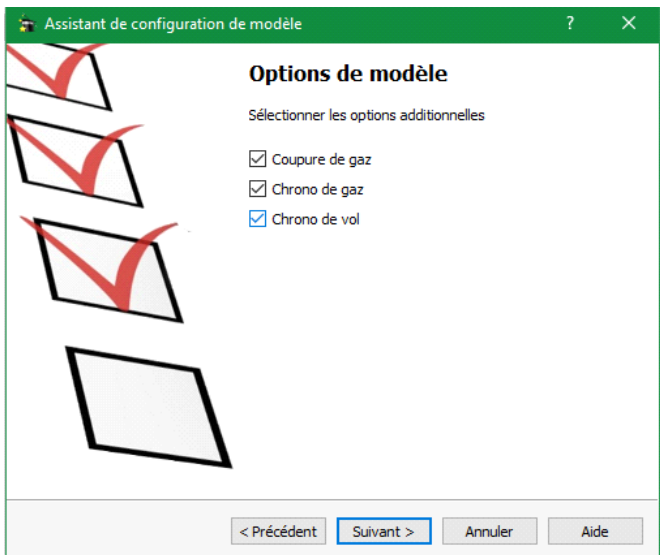 Assistant de configuration de modèle ?
Options de modèle
Sélectionner les options additionnelles
Coupure de gaz
Chrono de gaz
Chrono de vol
< Précédent Suivant > Annuler Aide